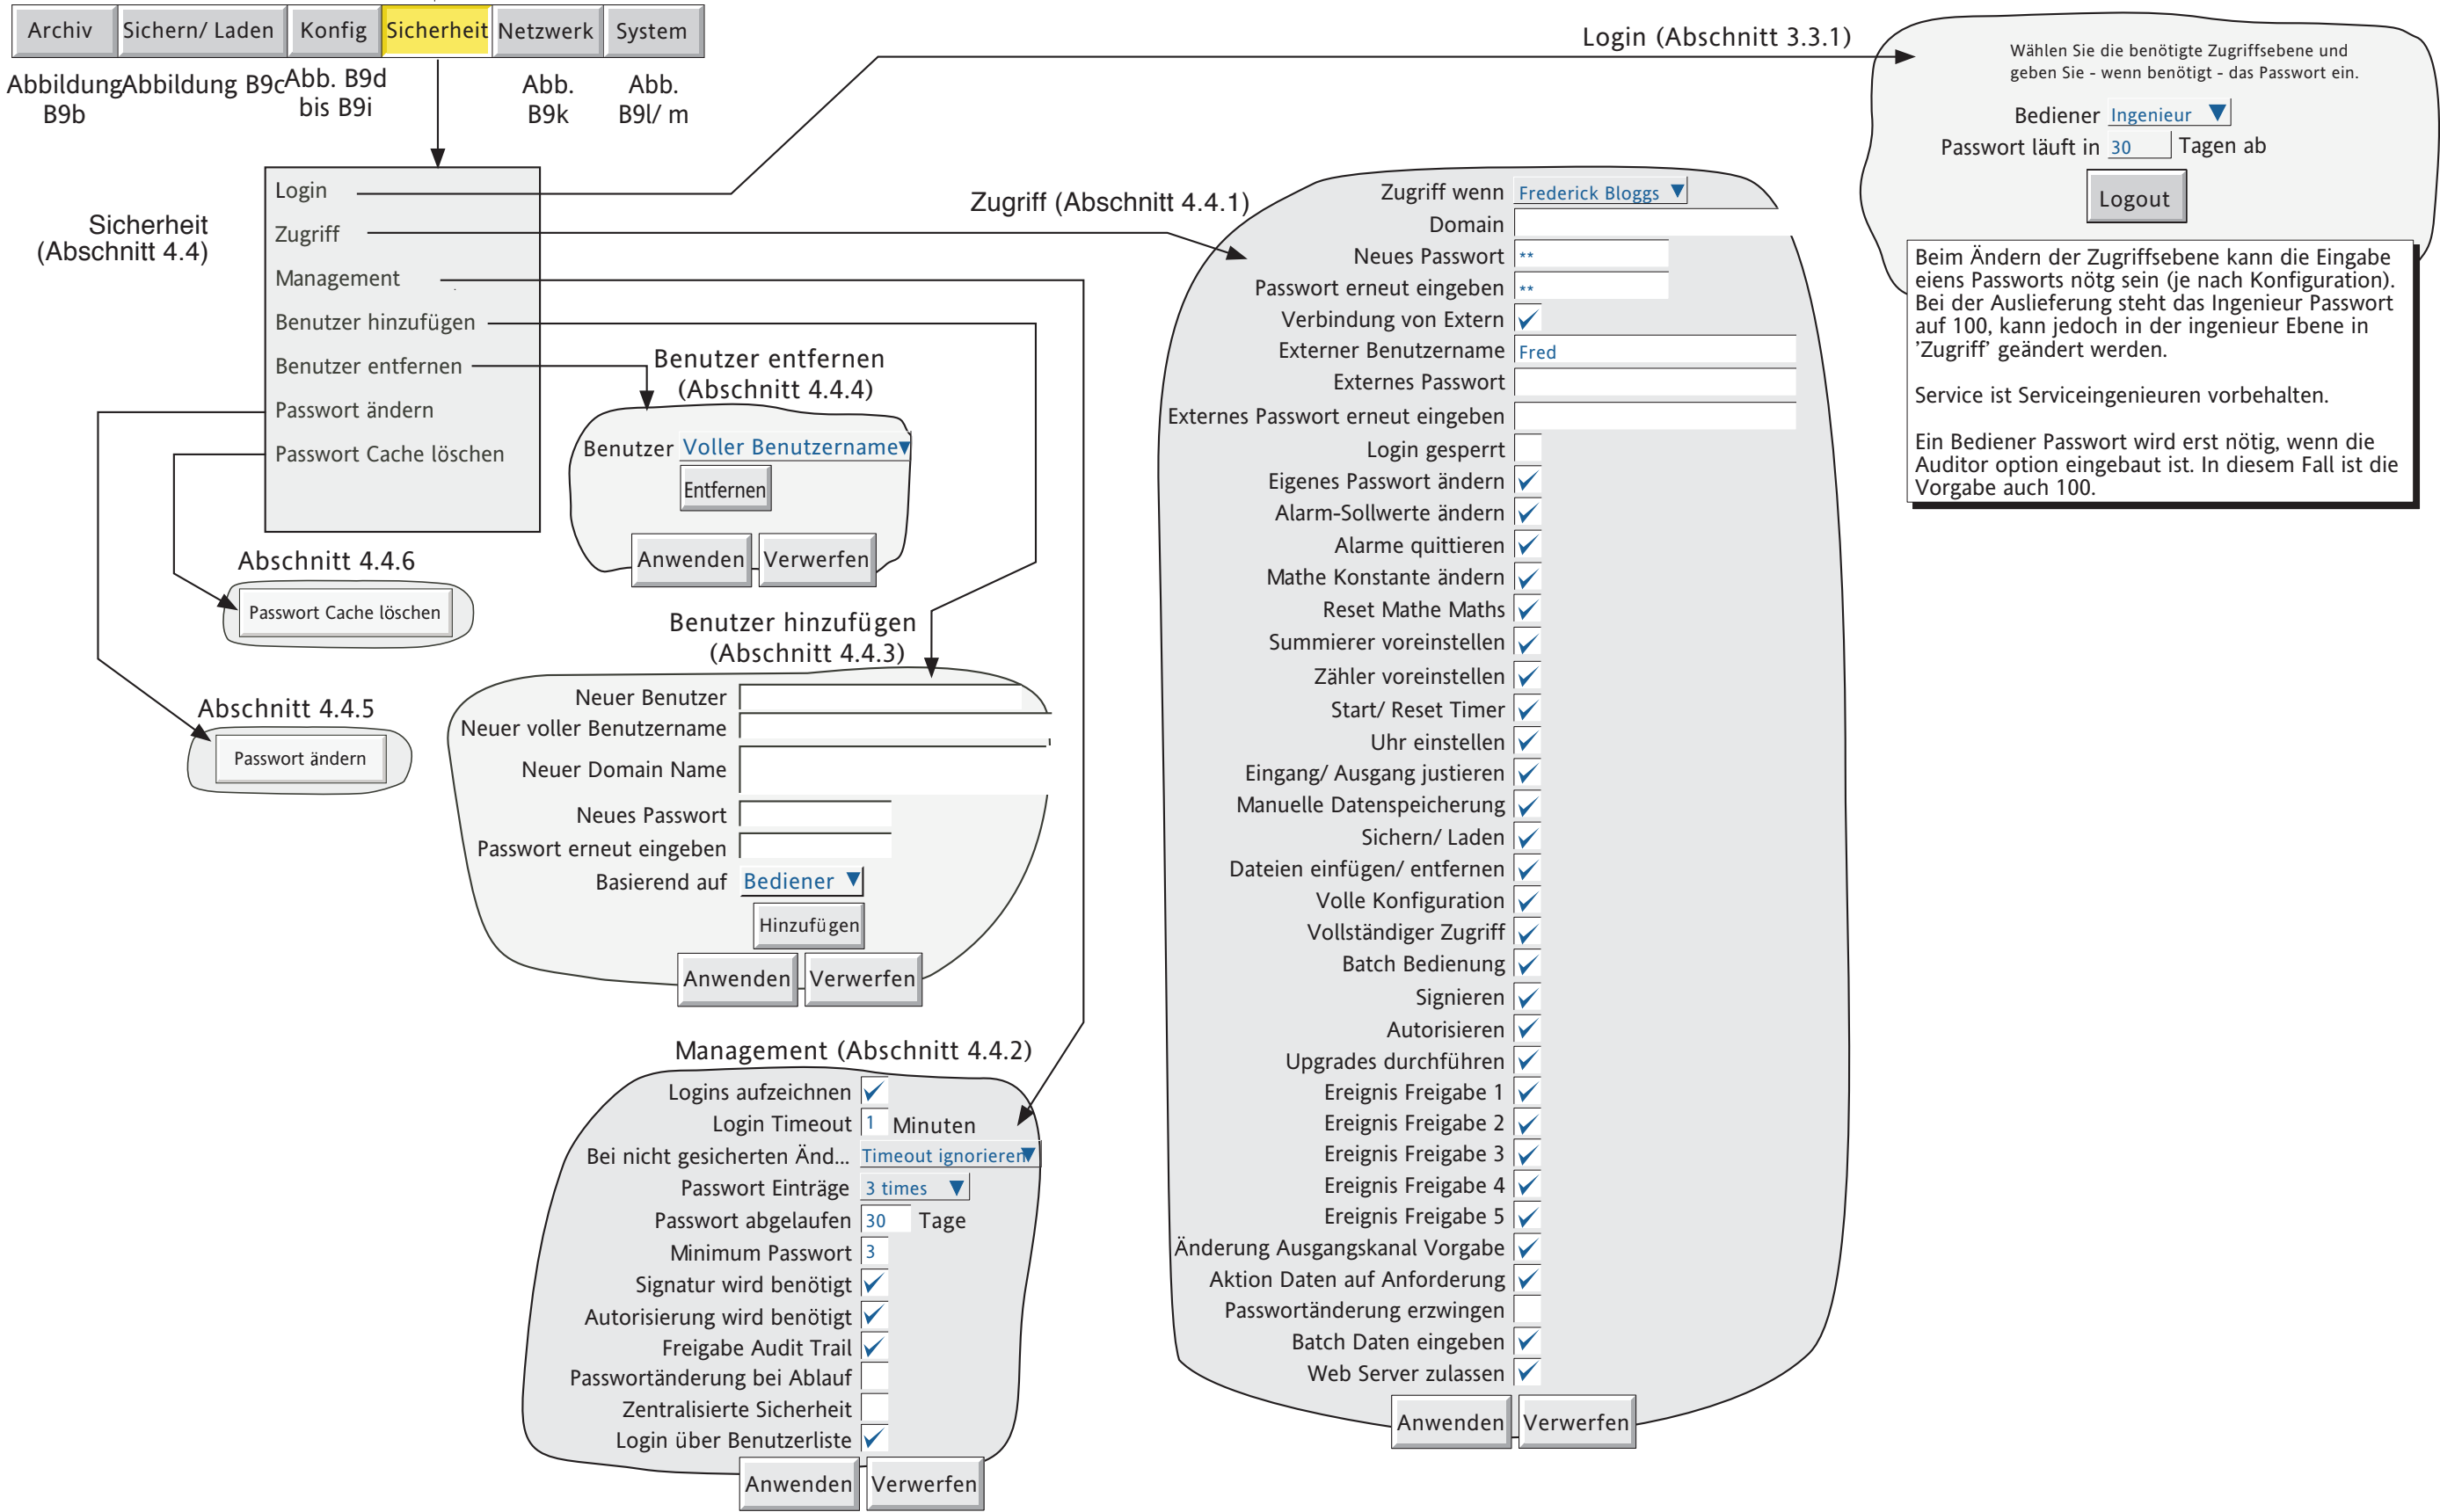 Archiv
Sichern/ Laden
Konfig
Sicherheit
Netzwerk
System
Abbildung
B9b
Abbildung B9c
Abb. B9d
bis B9i
Abb.
B9k
Abb.
B9l/ m
Sicherheit
(Abschnitt 4.4)
Login
Zugriff
Management
Benutzer hinzufügen
Benutzer entfernen
Passwort ändern
Passwort Cache löschen
Abschnitt 4.4.6
Passwort Cache löschen
Abschnitt 4.4.5
Passwort ändern
Benutzer entfernen
(Abschnitt 4.4.4)
Benutzer Voller Benutzername
Entfernen
Anwenden Verwerfen
Benutzer hinzufügen
(Abschnitt 4.4.3)
Neuer Benutzer
Neuer voller Benutzername
Neuer Domain Name
Neues Passwort
Passwort erneut eingeben
Basierend auf Bediener
Hinzufügen
Anwenden Verwerfen
Management (Abschnitt 4.4.2)
Logins aufzeichnen
Login Timeout 1 Minuten
Bei nicht gesicherten Änd... Timeout ignorieren
Passwort Einträge 3 times
Passwort abgelaufen 30 Tage
Minimum Passwort 3
Signatur wird benötigt
Autorisierung wird benötigt
Freigabe Audit Trail
Passwortänderung bei Ablauf
Zentralisierte Sicherheit
Login über Benutzerliste
Anwenden Verwerfen
Zugriff (Abschnitt 4.4.1)
Zugriff wenn Frederick Bloggs
Domain
Neues Passwort **
Passwort erneut eingeben **
Verbindung von Extern
Externer Benutzername Fred
Externes Passwort
Externes Passwort erneut eingeben
Login gesperrt
Eigenes Passwort ändern
Alarm-Sollwerte ändern
Alarme quittieren
Mathe Konstante ändern
Reset Mathe Maths
Summierer voreinstellen
Zähler voreinstellen
Start/ Reset Timer
Uhr einstellen
Eingang/ Ausgang justieren
Manuelle Datenspeicherung
Sichern/ Laden
Dateien einfügen/ entfernen
Volle Konfiguration
Vollständiger Zugriff
Batch Bedienung
Signieren
Autorisieren
Upgrades durchführen
Ereignis Freigabe 1
Ereignis Freigabe 2
Ereignis Freigabe 3
Ereignis Freigabe 4
Ereignis Freigabe 5
Änderung Ausgangskanal Vorgabe
Aktion Daten auf Anforderung
Passwortänderung erzwingen
Batch Daten eingeben
Web Server zulassen
Anwenden Verwerfen
Login (Abschnitt 3.3.1)
Wählen Sie die benötigte Zugriffsebene und
geben Sie - wenn benötigt - das Passwort ein.
Bediener Ingenieur
Passwort läuft in 30 Tagen ab
Logout
Beim Ändern der Zugriffsebene kann die Eingabe
eiens Passworts nötg sein (je nach Konfiguration).
Bei der Auslieferung steht das Ingenieur Passwort
auf 100, kann jedoch in der ingenieur Ebene in
’Zugriff’ geändert werden.
Service ist Serviceingenieuren vorbehalten.
Ein Bediener Passwort wird erst nötig, wenn die
Auditor option eingebaut ist. In diesem Fall ist die
Vorgabe auch 100.